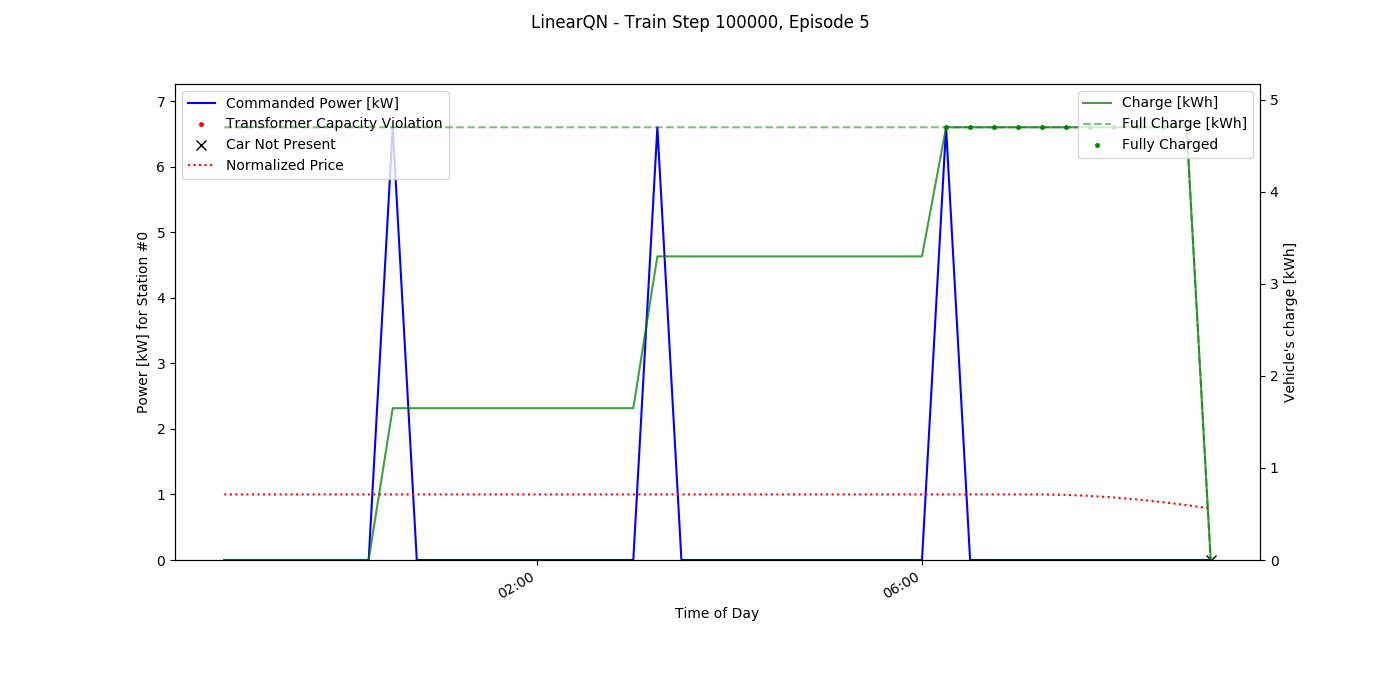 LinearQN - Train Step 100000, Episode 5
7
6
5
4
3
2
1
0
Power [kW] for Station #0
Commanded Power [kW]
Transformer Capacity Violation
Car Not Present
Normalized Price
Charge [kWh]
Full Charge [kWh]
Fully Charged
5
4
3
2
1
0
Vehicle's charge [kWh]
02:00
06:00
Time of Day